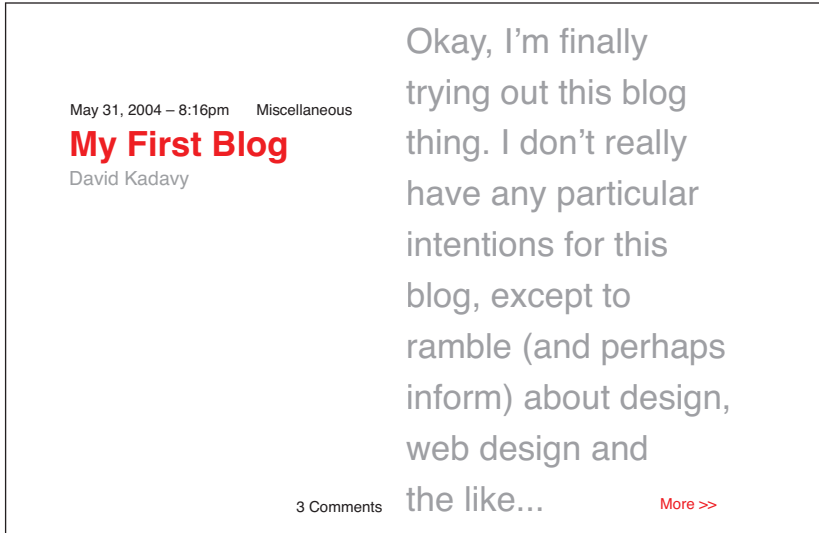 May 31, 2004 – 8:16pm Miscellaneous
My First Blog
David Kadavy
Okay, I’m finally
trying out this blog
thing. I don’t really
have any particular
intentions for this
blog, except to
ramble (and perhaps
inform) about design,
web design and
the like...
3 Comments
More >>